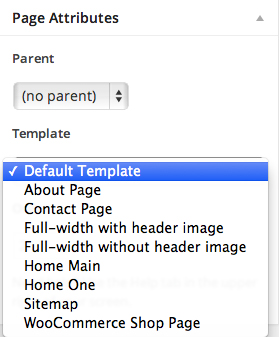 Page Attributes
Parent
(no parent)
Template
✓ Default Template
About Page
Contact Page
Full-width with header image
Full-width without header image
Home Main
Home One
Sitemap
WooCommerce Shop Page